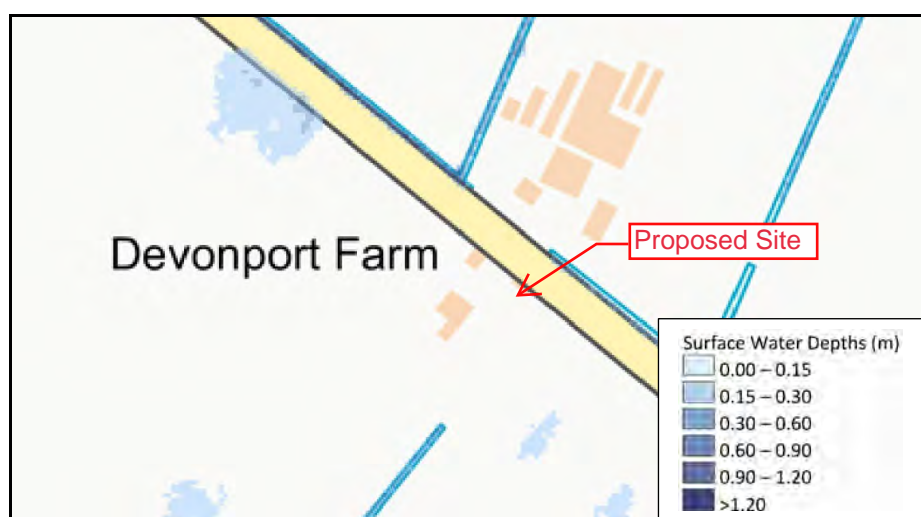 Devonport Farm
Proposed Site
Surface Water Depths (m)
0.00 – 0.15
0.15 – 0.30
0.30 – 0.60
0.60 – 0.90
0.90 – 1.20
>1.20